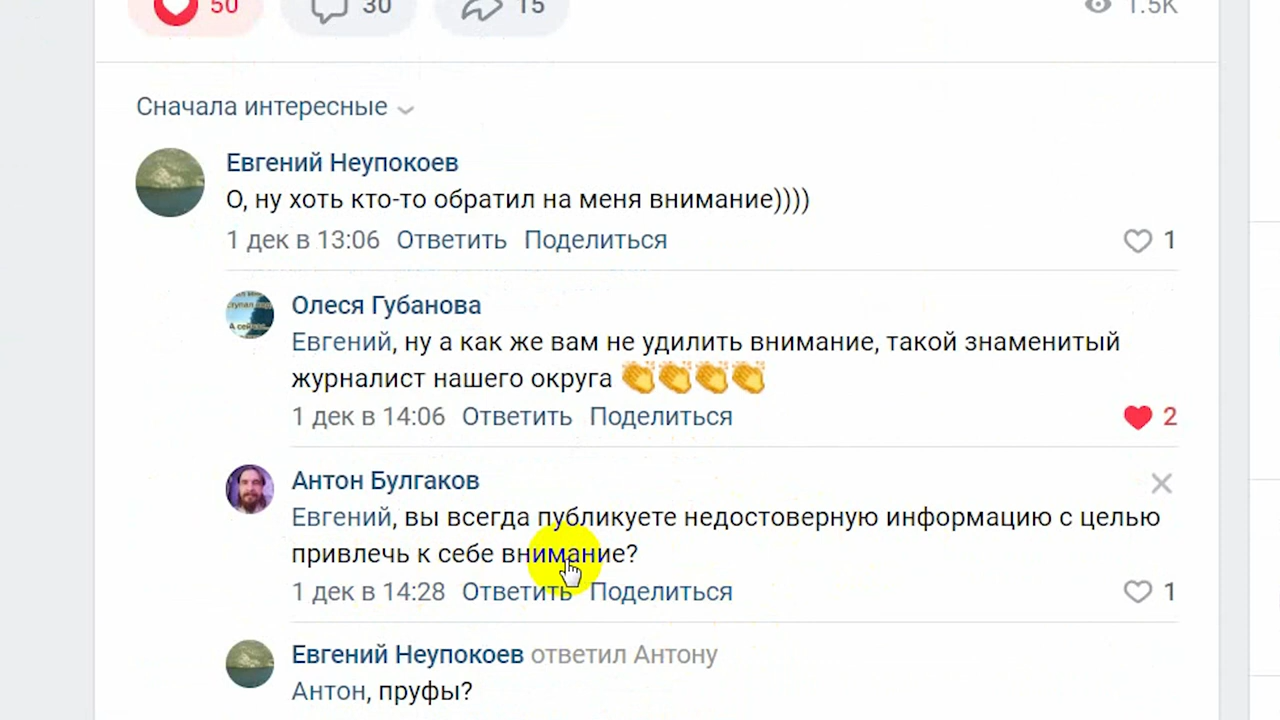 50 30 15 1.5K
Сначала интересные
Евгений Неупокоев
О, ну хоть кто-то обратил на меня внимание))))
1 дек в 13:06 Ответить Поделиться 1
Олеся Губанова
Евгений, ну а как же вам не удилить внимание, такой знаменитый
журналист нашего округа 👏👏👏👏
1 дек в 14:06 Ответить Поделиться 2
Антон Булгаков
Евгений, вы всегда публикуете недостоверную информацию с целью
привлечь к себе внимание?
1 дек в 14:28 Ответить Поделиться 1
Евгений Неупокоев ответил Антону
Антон, пруфы?